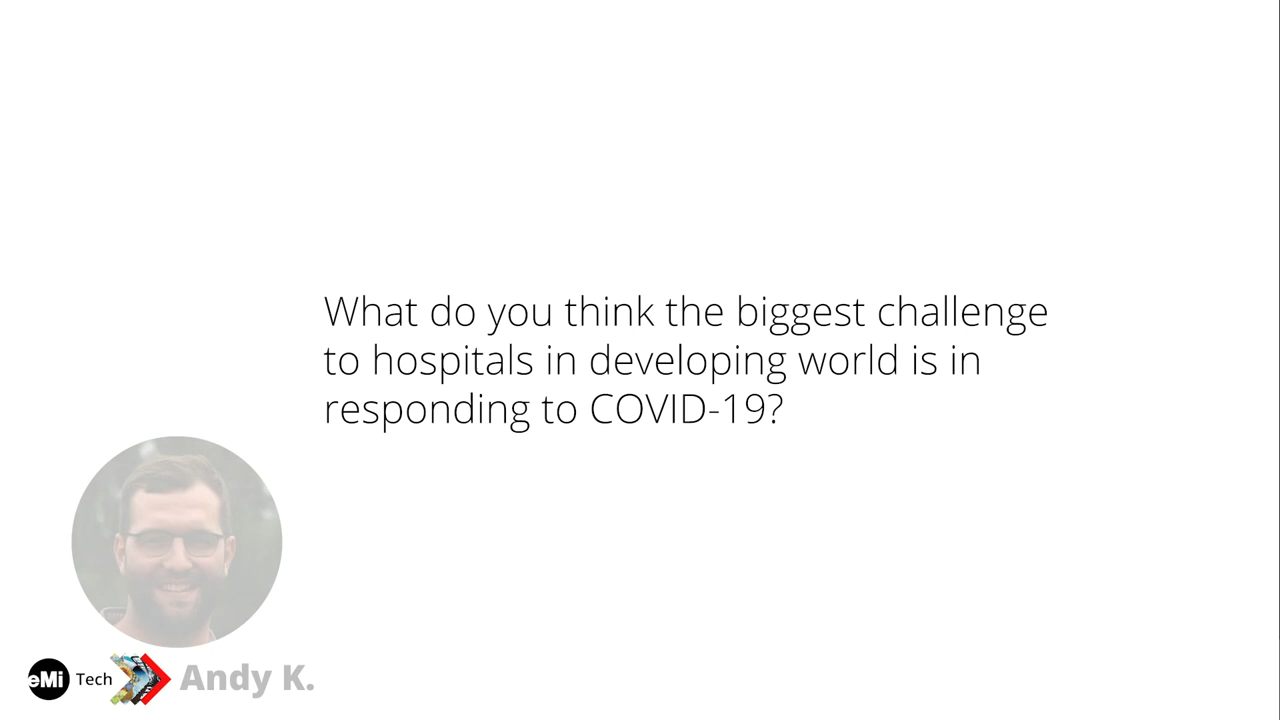 What do you think the biggest challenge
to hospitals in developing world is in
responding to COVID-19?
eMi Tech Andy K.